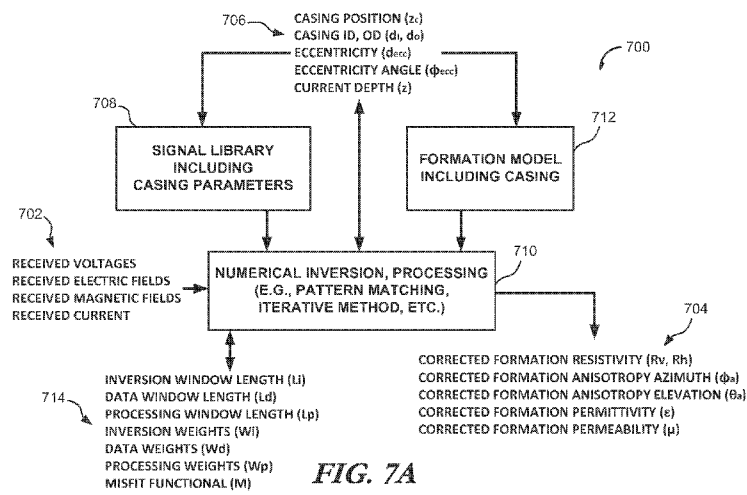 706
CASING POSITION (zc)
CASING ID, OD (di, do)
ECCENTRICITY (decc)
ECCENTRICITY ANGLE (ϕecc)
CURRENT DEPTH (z)
700
708
SIGNAL LIBRARY
INCLUDING
CASING PARAMETERS
712
FORMATION MODEL
INCLUDING CASING
702
RECEIVED VOLTAGES
RECEIVED ELECTRIC FIELDS
RECEIVED MAGNETIC FIELDS
RECEIVED CURRENT
710
NUMERICAL INVERSION, PROCESSING
(E.G., PATTERN MATCHING,
ITERATIVE METHOD, ETC.)
704
CORRECTED FORMATION RESISTIVITY (Rv, Rh)
CORRECTED FORMATION ANISOTROPY AZIMUTH (ϕa)
CORRECTED FORMATION ANISOTROPY ELEVATION (θa)
CORRECTED FORMATION PERMITTIVITY (ε)
CORRECTED FORMATION PERMEABILITY (μ)
714
INVERSION WINDOW LENGTH (Li)
DATA WINDOW LENGTH (Ld)
PROCESSING WINDOW LENGTH (Lp)
INVERSION WEIGHTS (Wi)
DATA WEIGHTS (Wd)
PROCESSING WEIGHTS (Wp)
MISFIT FUNCTIONAL (M)
FIG. 7A